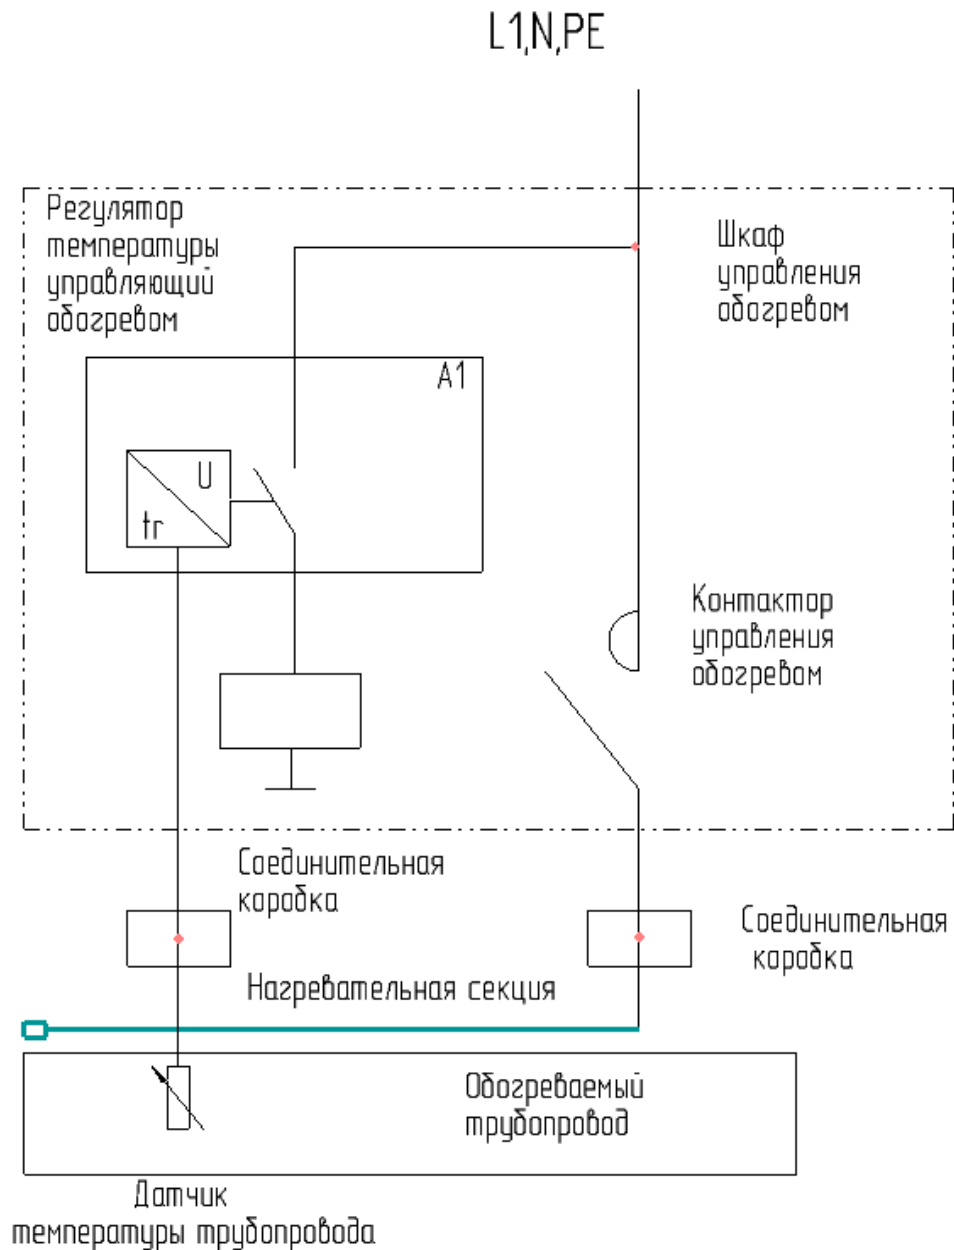 L1,N,PE
Регулятор
температуры
управляющий
обогревом
Шкаф
управления
обогревом
A1
U
tr
Контактор
управления
обогревам
Соединительная
коробка
Соединительная
коробка
Нагревательная секция
Обогреваемый
трубопровод
Датчик
температуры трубопровода